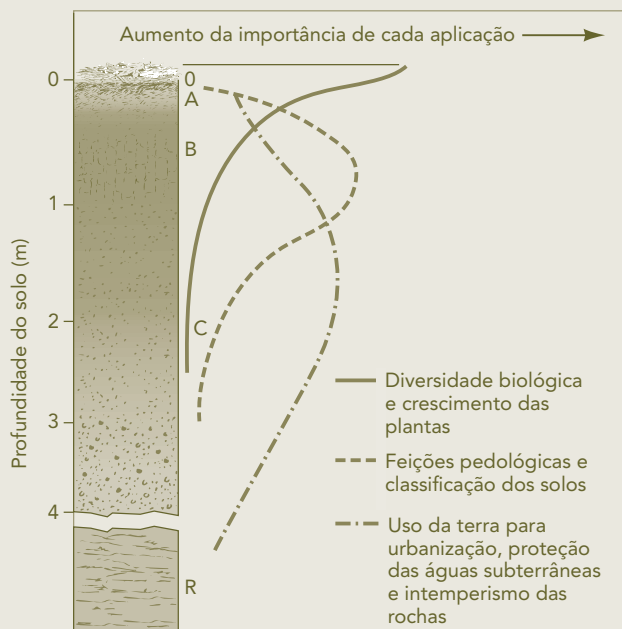 Aumento da importância de cada aplicação
0
0
A
B
1
2
C
3
4
R
Profundidade do solo (m)
Diversidade biológica
e crescimento das
plantas
Feições pedológicas e
classificação dos solos
Uso da terra para
urbanização, proteção
das águas subterrâneas
e intemperismo das
rochas